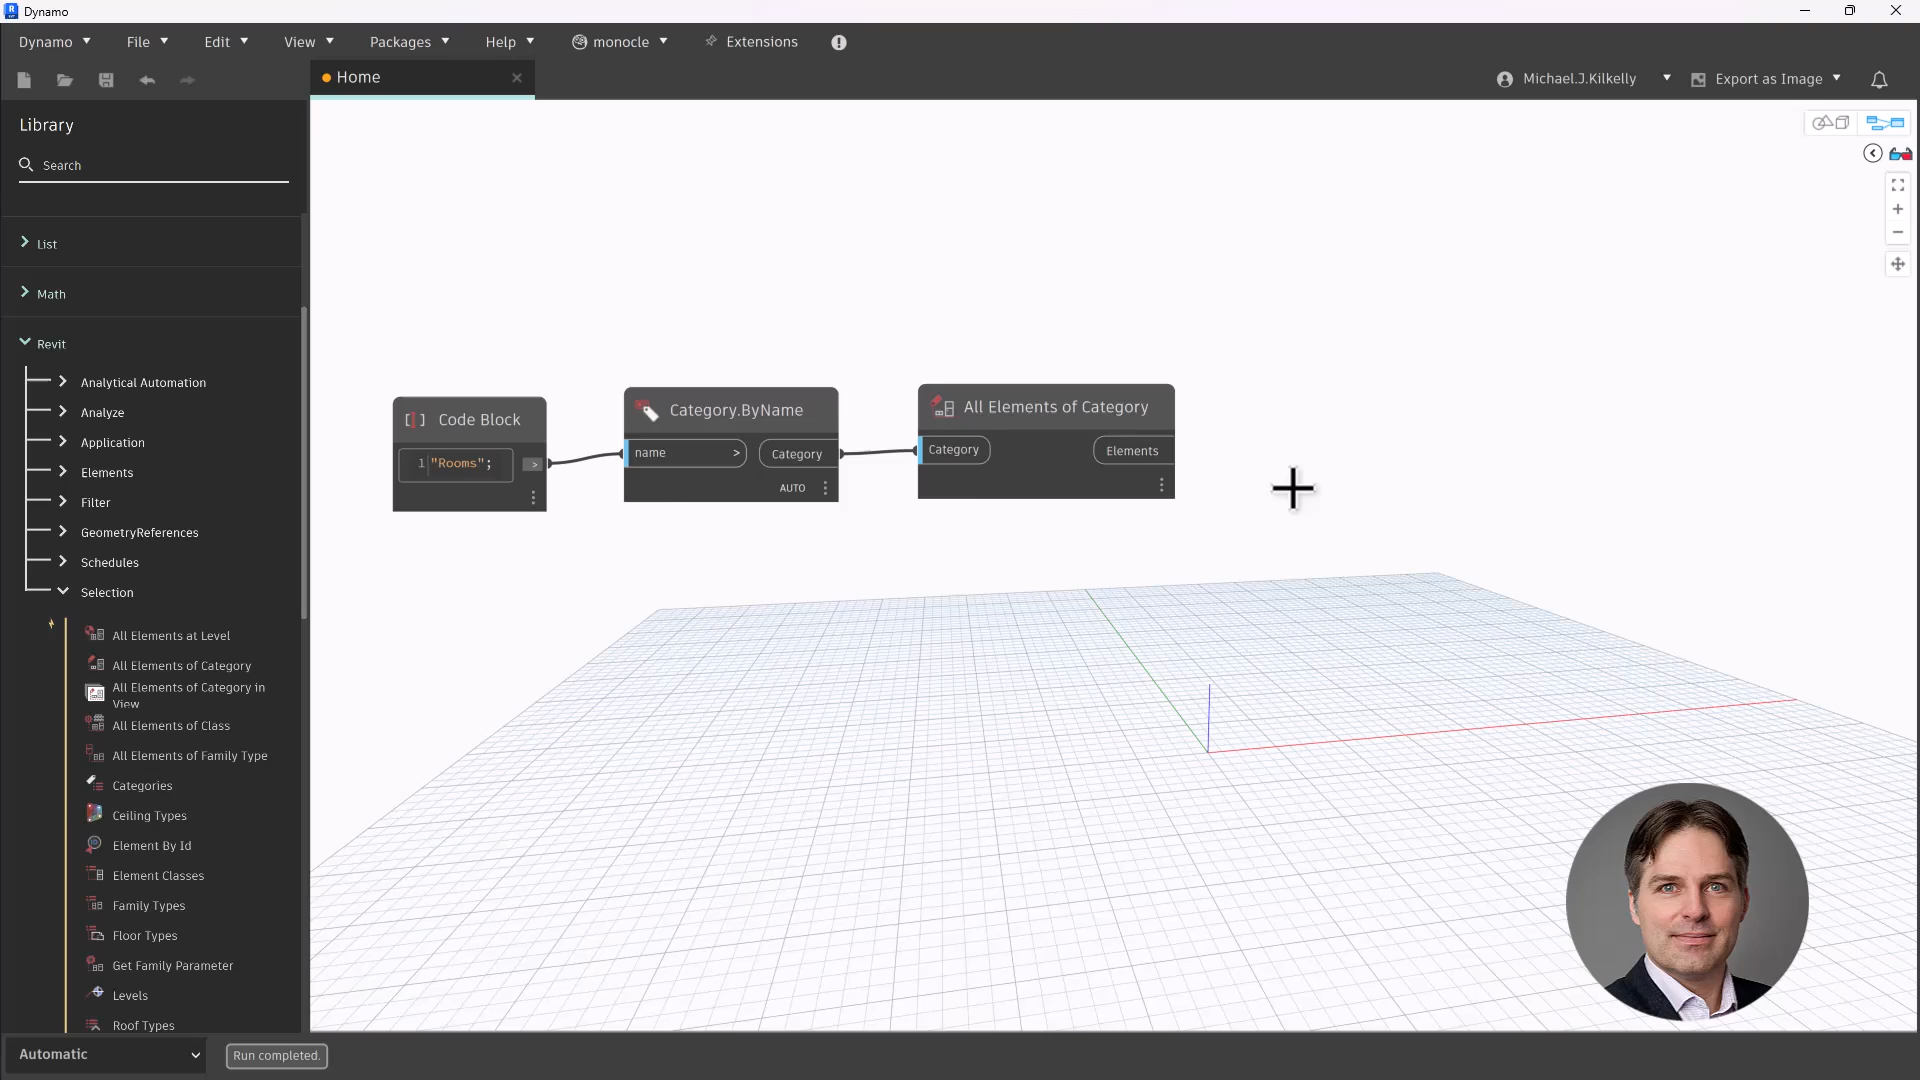 Dynamo
Dynamo File Edit View Packages Help monocle Extensions
Home
Michael.J.Kilkelly Export as Image
Library
Search
List
Math
Revit
Analytical Automation
Analyze
Application
Elements
Filter
GeometryReferences
Schedules
Selection
All Elements at Level
All Elements of Category
All Elements of Category in
View
All Elements of Class
All Elements of Family Type
Categories
Ceiling Types
Element By Id
Element Classes
Family Types
Floor Types
Get Family Parameter
Levels
Roof Types
Code Block
1 "Rooms"; >
Category.ByName
name > Category
AUTO
All Elements of Category
Category Elements
Automatic
Run completed.